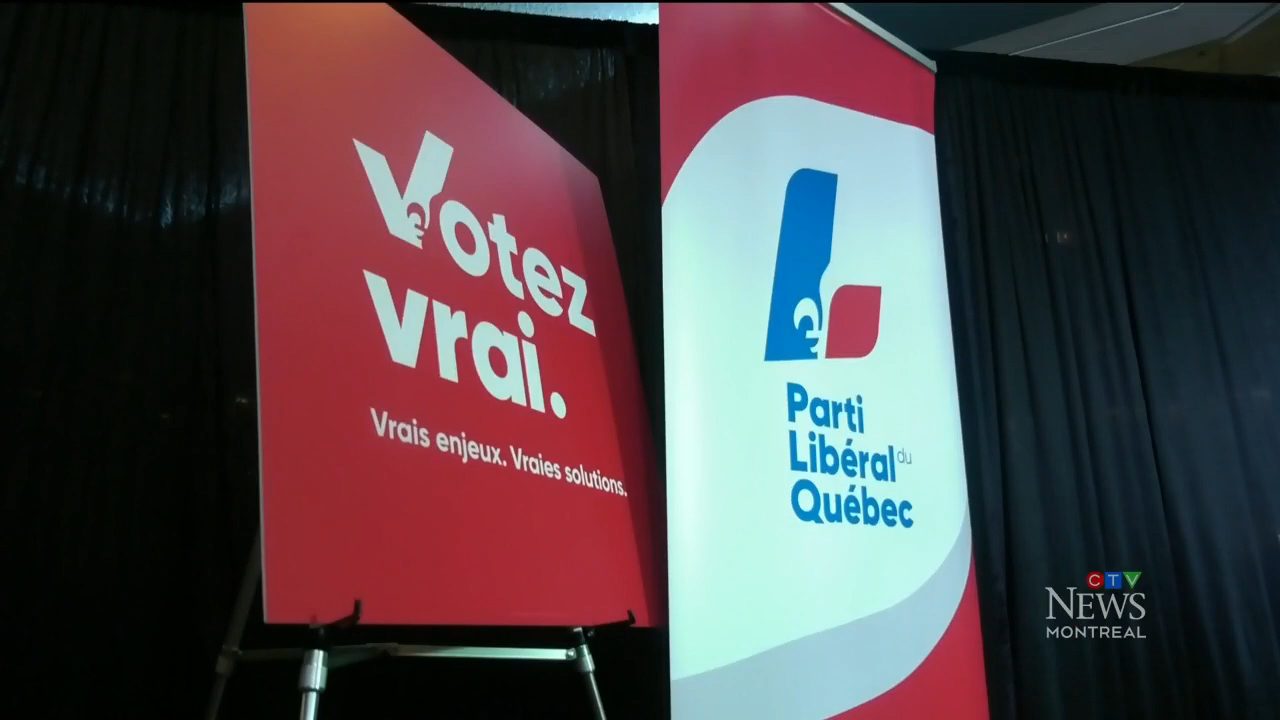 Votez
vrai.
Vrais enjeux. Vraies solutions.
Parti
Libéral du
Québec
CTV
NEWS
MONTREAL